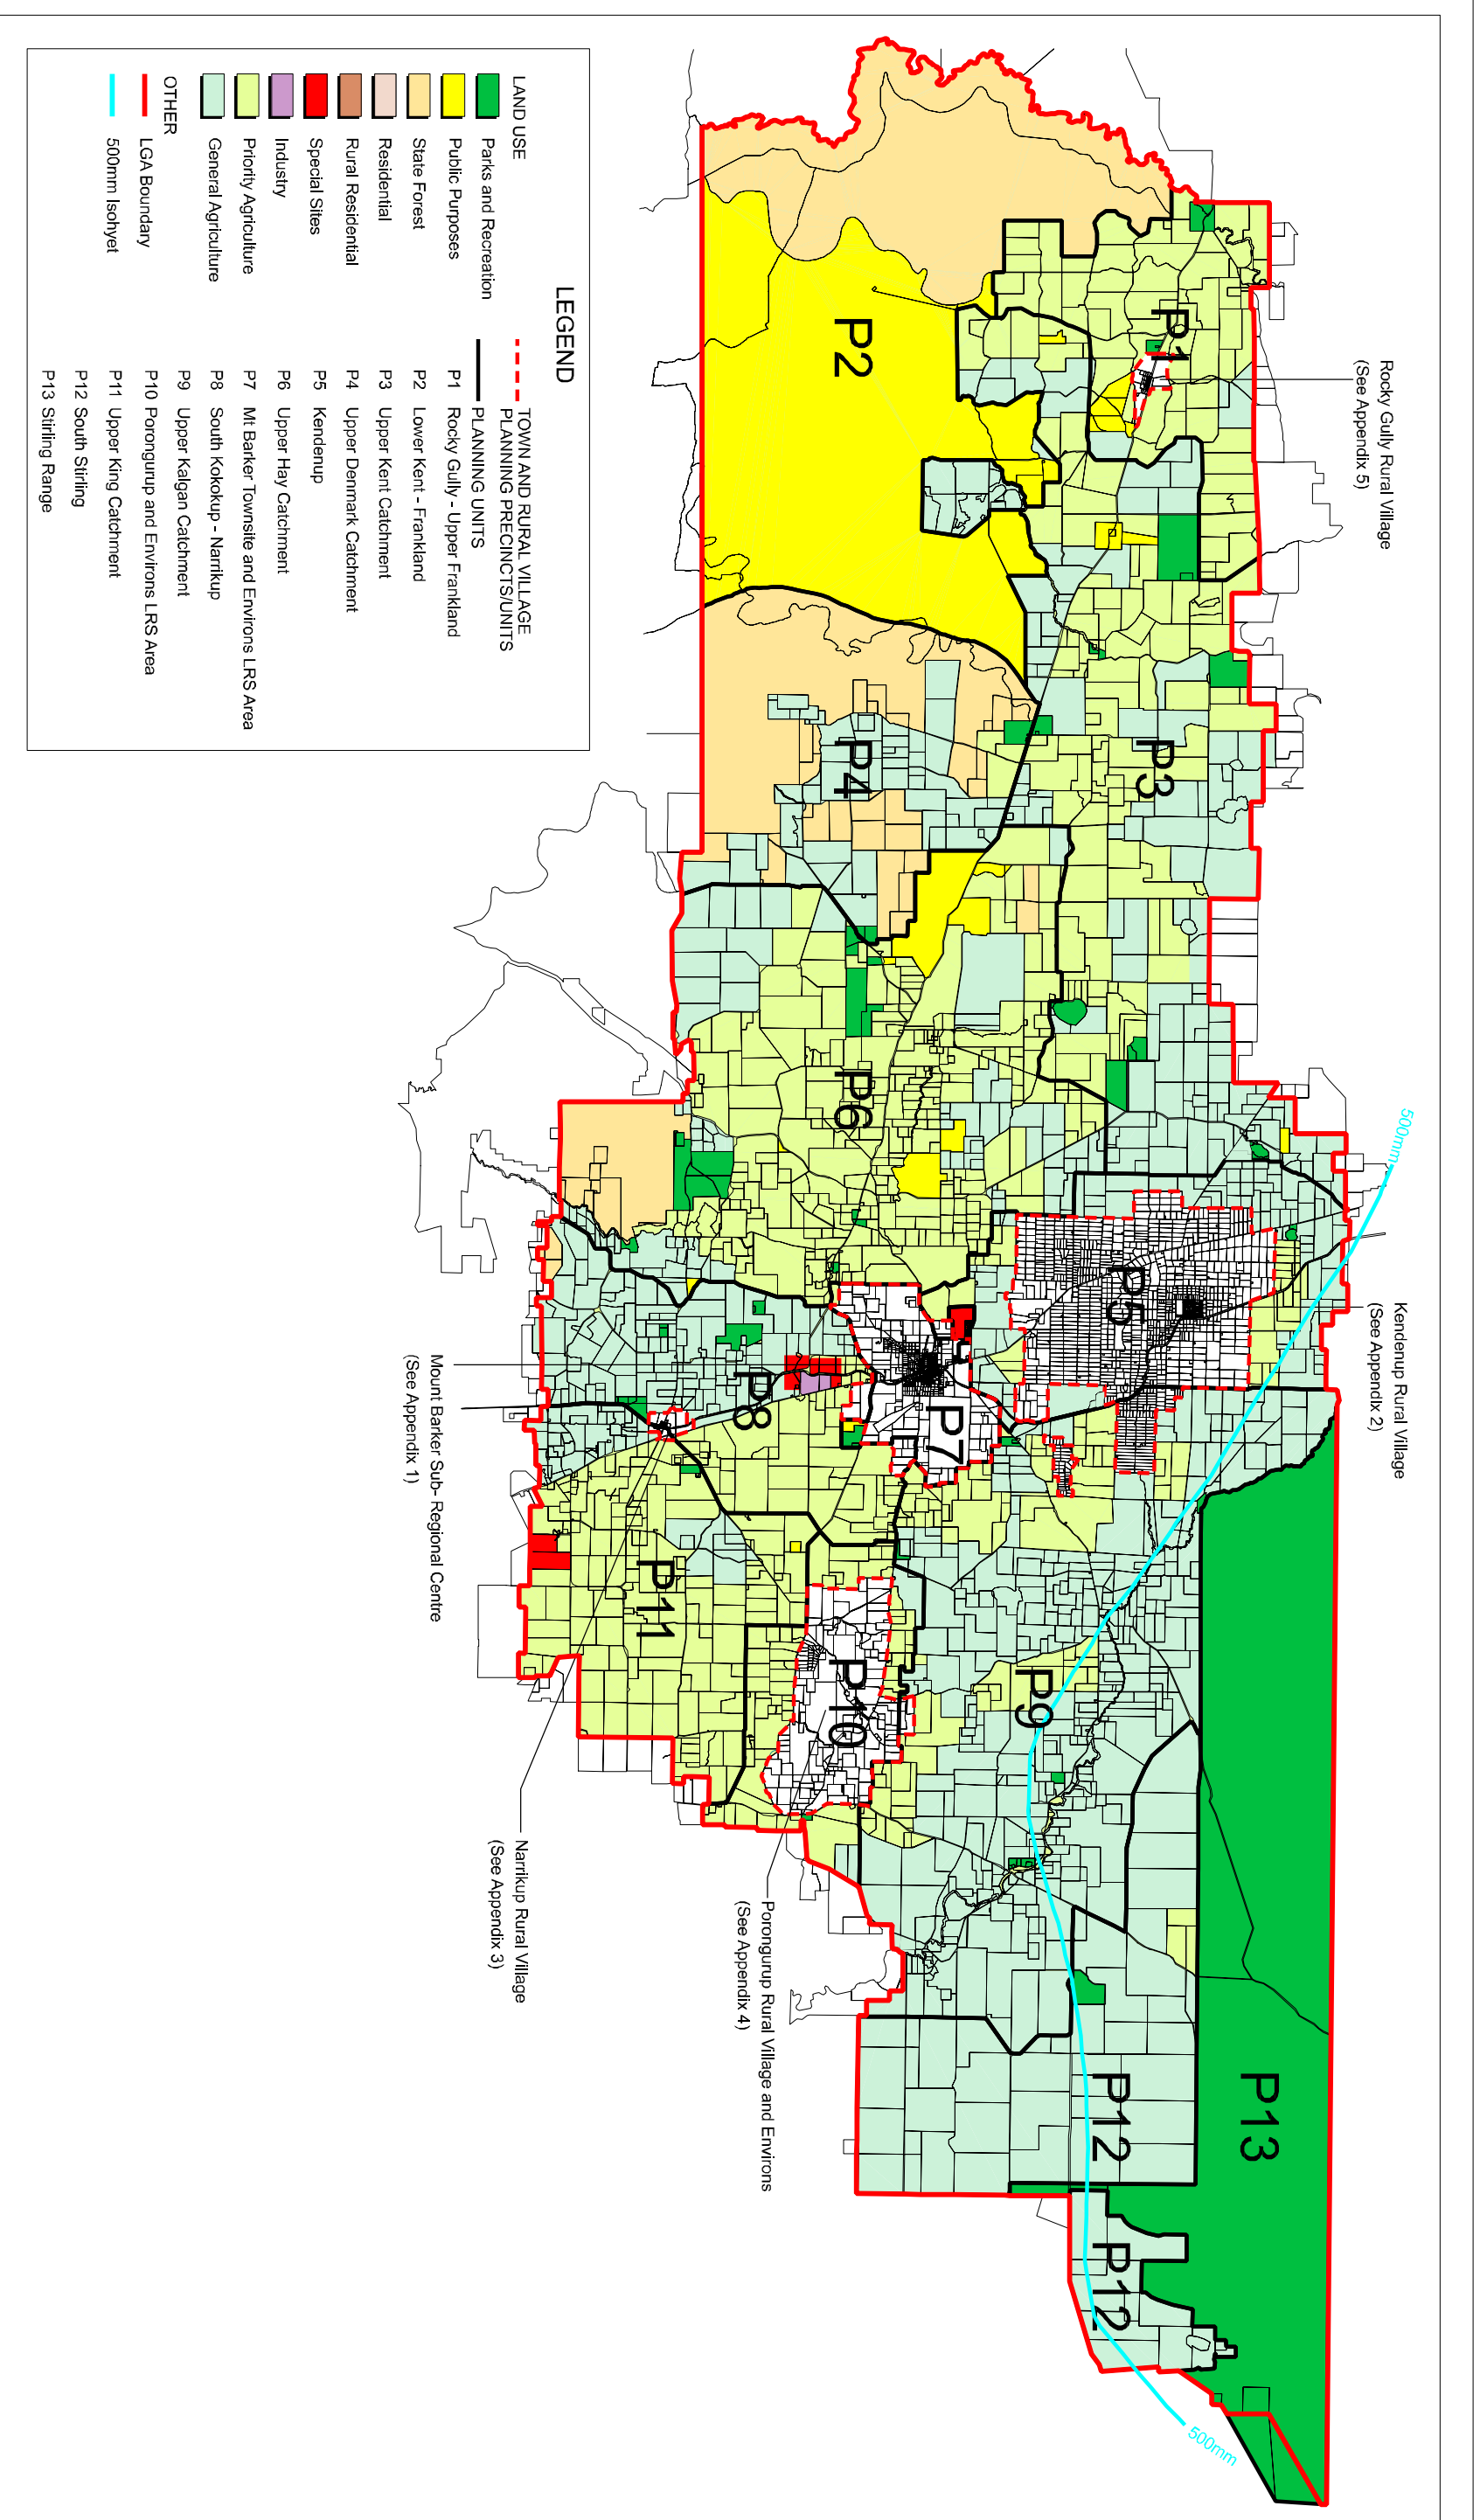 Rocky Gully Rural Village
(See Appendix 5)
Kendenup Rural Village
(See Appendix 2)
500mm
500mm
P1
P2
P3
P4
P5
P6
P7
P8
P9
P10
P11
P12
P12
P13
Mount Barker Sub- Regional Centre
(See Appendix 1)
Narrikup Rural Village
(See Appendix 3)
Porongurup Rural Village and Environs
(See Appendix 4)
LEGEND
LAND USE
Parks and Recreation
Public Purposes
State Forest
Residential
Rural Residential
Special Sites
Industry
Priority Agriculture
General Agriculture
OTHER
LGA Boundary
500mm Isohyet
TOWN AND RURAL VILLAGE
PLANNING PRECINCTS/UNITS
PLANNING UNITS
P1 Rocky Gully - Upper Frankland
P2 Lower Kent - Frankland
P3 Upper Kent Catchment
P4 Upper Denmark Catchment
P5 Kendenup
P6 Upper Hay Catchment
P7 Mt Barker Townsite and Environs LRS Area
P8 South Kokokup - Narrikup
P9 Upper Kalgan Catchment
P10 Porongurup and Environs LRS Area
P11 Upper King Catchment
P12 South Stirling
P13 Stirling Range